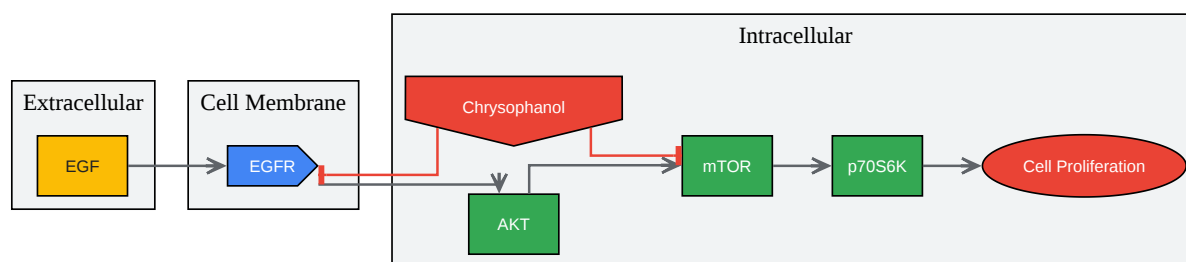 Extracellular
EGF
Cell Membrane
EGFR
Intracellular
Chrysophanol
AKT
mTOR
p70S6K
Cell Proliferation